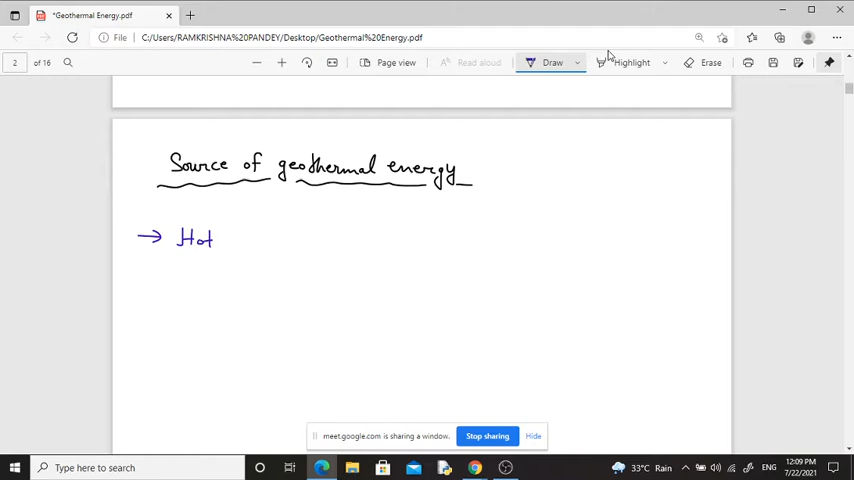 *Geothermal Energy.pdf
File C:/Users/RAMKRISHNA%20PANDEY/Desktop/Geothermal%20Energy.pdf
2 of 16 Page view Read aloud Draw Highlight Erase
Source of geothermal energy
→ Hot
meet.google.com is sharing a window. Stop sharing Hide
Type here to search 33°C Rain ENG 12:09 PM
7/22/2021